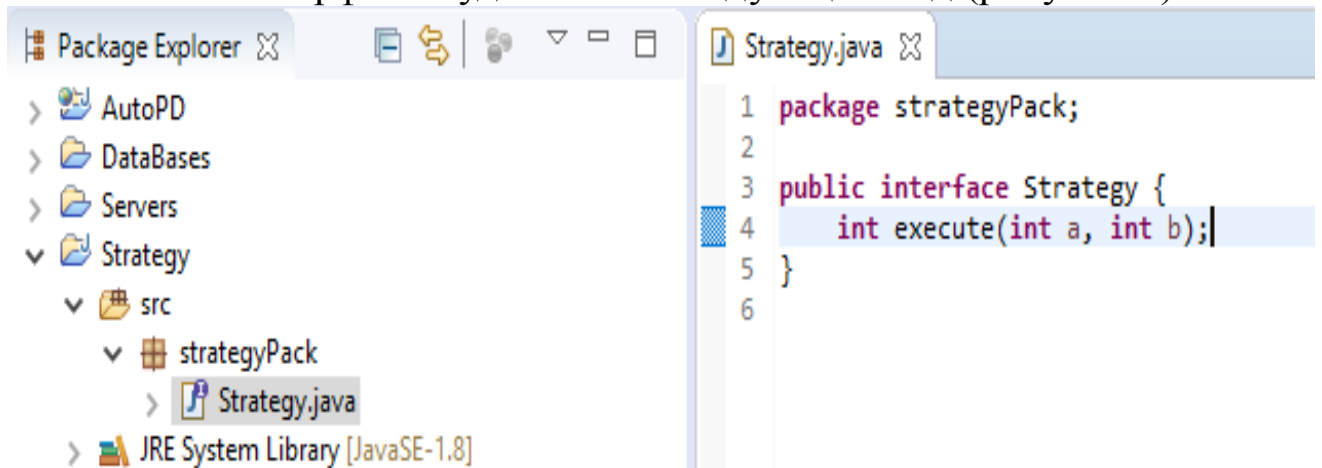 Package Explorer
AutoPD
DataBases
Servers
Strategy
src
strategyPack
Strategy.java
JRE System Library [JavaSE-1.8]
Strategy.java
1 package strategyPack;
2
3 public interface Strategy {
4 int execute(int a, int b);
5 }
6